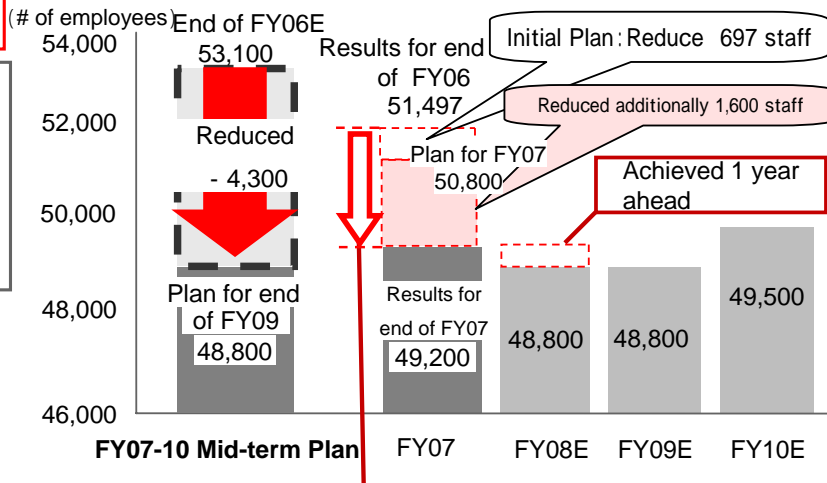 (# of employees)
End of FY06E
53,100
Reduced
- 4,300
Plan for end
of FY09
48,800
Results for end
of FY06
51,497
Initial Plan:Reduce 697 staff
Reduced additionally 1,600 staff
Plan for FY07
50,800
Achieved 1 year
ahead
Results for
end of FY07
49,200
48,800
48,800
49,500
54,000
52,000
50,000
48,000
46,000
FY07-10 Mid-term Plan
FY07
FY08E
FY09E
FY10E